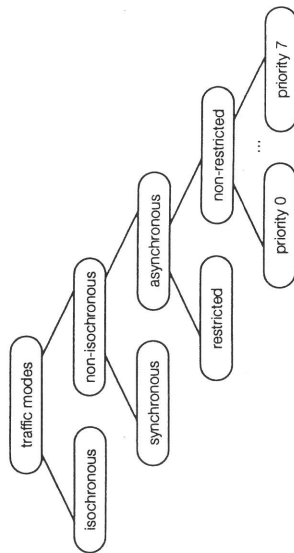 traffic modes
isochronous
non-isochronous
synchronous
asynchronous
restricted
non-restricted
priority 0
...
priority 7